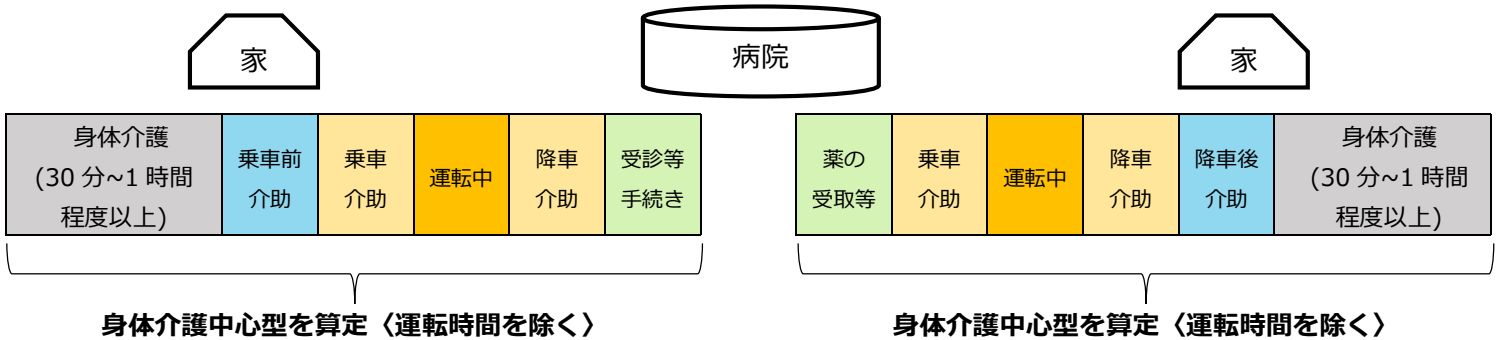 家
病院
家
身体介護
(30 分~1 時間
程度以上)
乗車前
介助
乗車
介助
運転中
降車
介助
受診等
手続き
薬の
受取等
乗車
介助
運転中
降車
介助
降車後
介助
身体介護
(30 分~1 時間
程度以上)
身体介護中心型を算定〈運転時間を除く〉
身体介護中心型を算定〈運転時間を除く〉